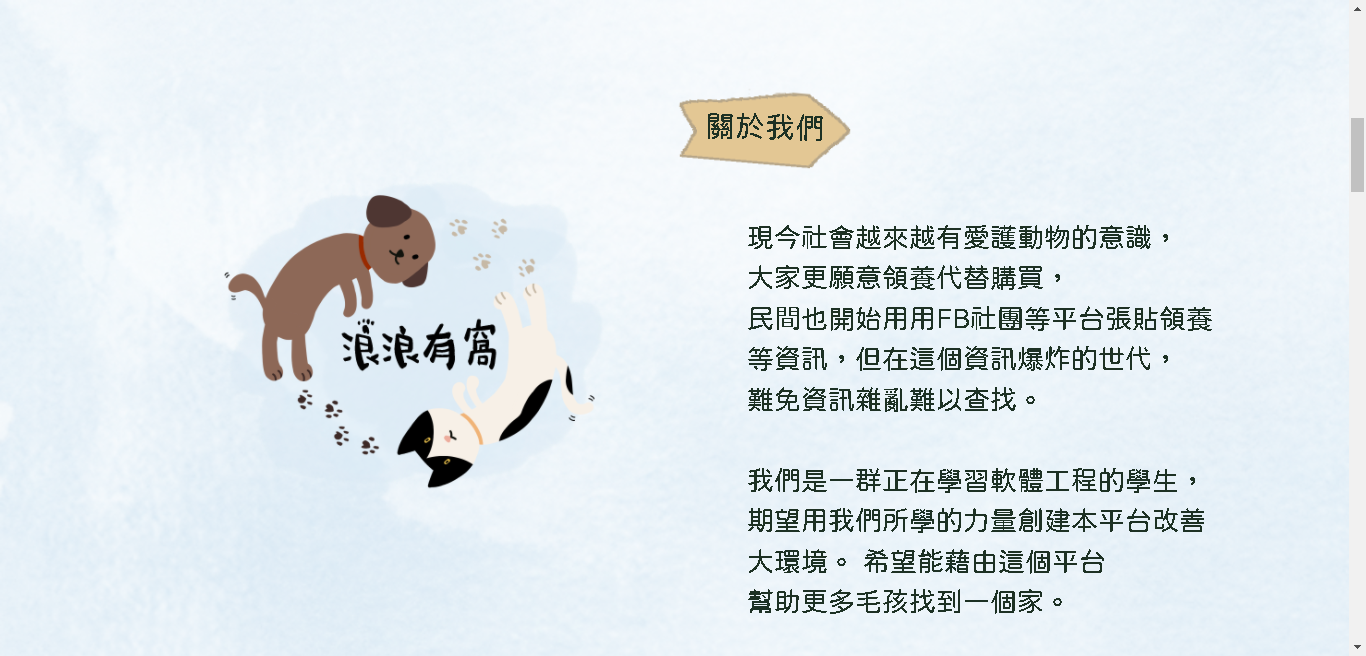 關於我們
浪浪有窩
現今社會越來越有愛護動物的意識，
大家更願意領養代替購買，
民間也開始用用FB社團等平台張貼領養
等資訊，但在這個資訊爆炸的世代，
難免資訊雜亂難以查找。
我們是一群正在學習軟體工程的學生，
期望用我們所學的力量創建本平台改善
大環境。 希望能藉由這個平台
幫助更多毛孩找到一個家。